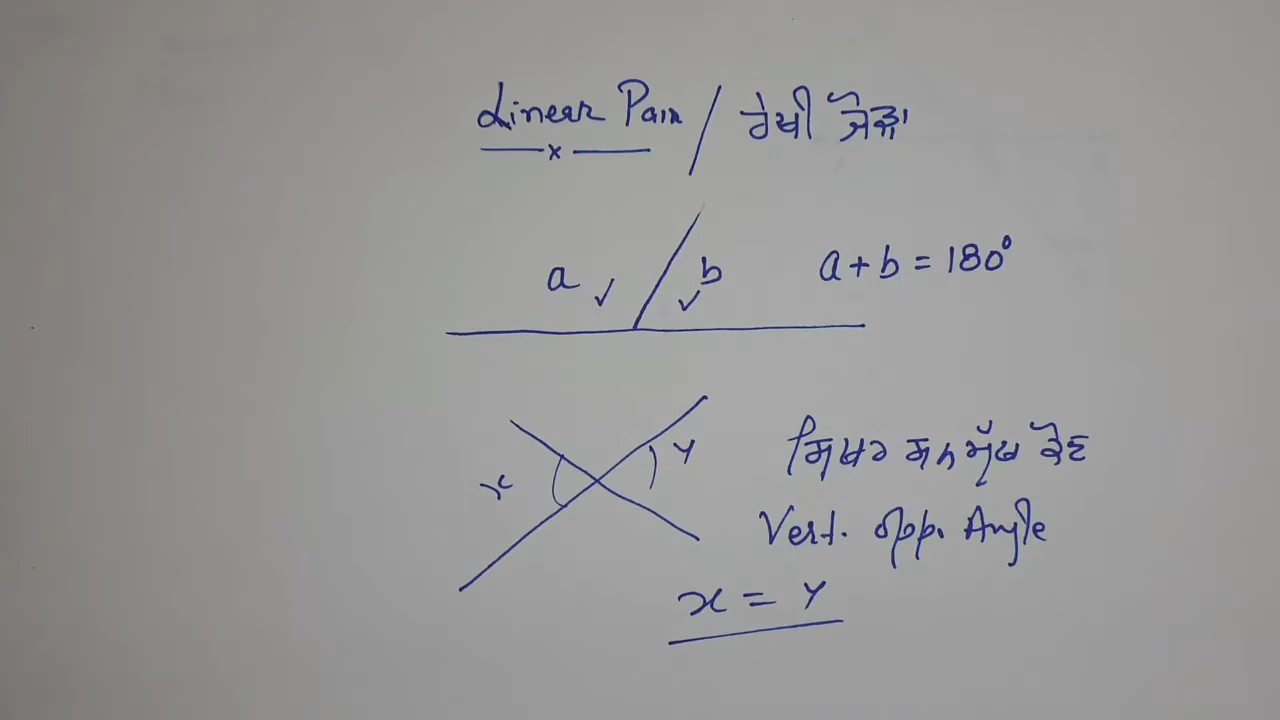 Linear Pair / ਰੇਖੀ ਜੋੜਾ
a b a + b = 180°
x y ਸਿਖਰ ਸਨਮੁੱਖ ਕੋਣ
Vert. opp. Angle
x = y